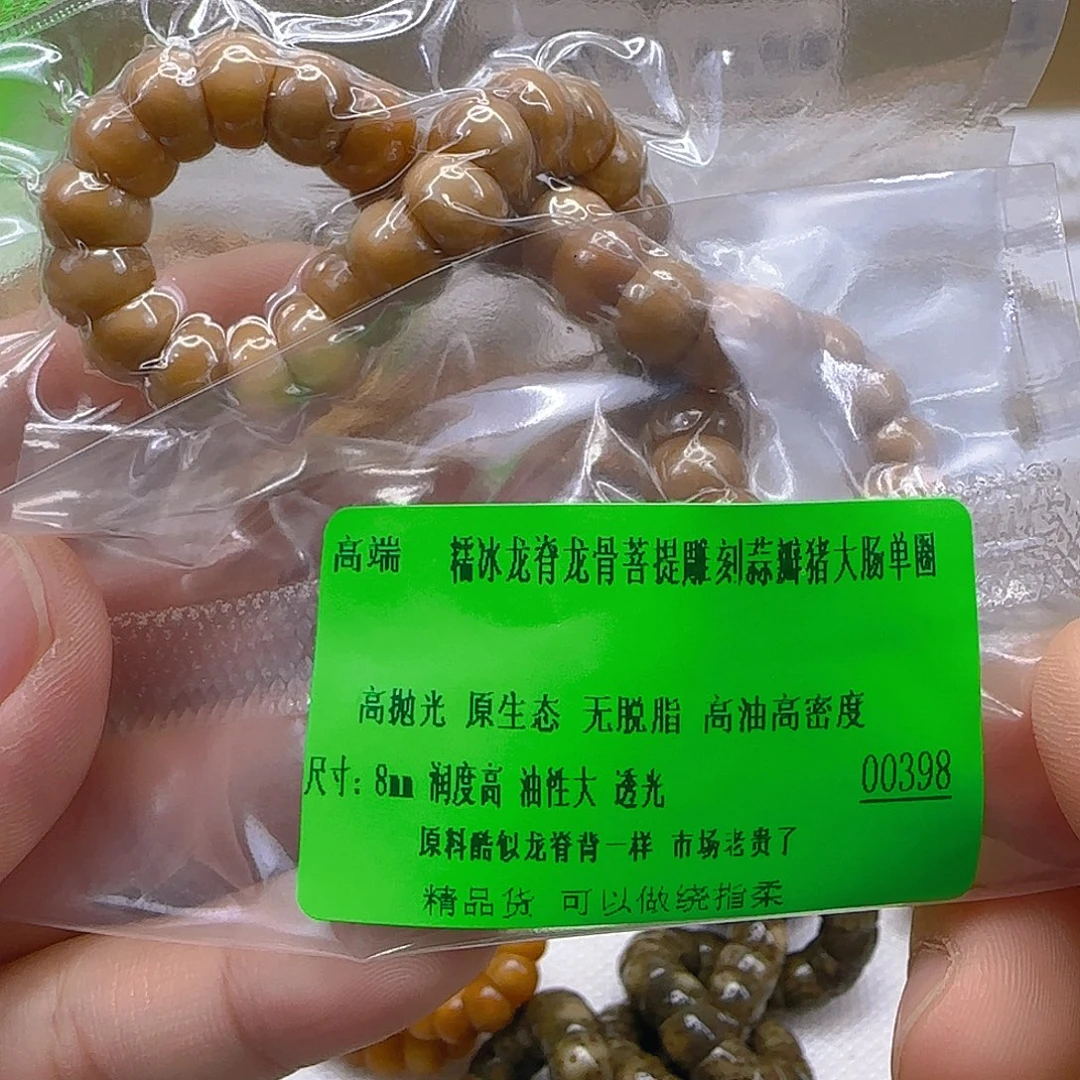 高端 糯冰龙脊龙骨菩提雕刻蒜瓣猪大肠单圈
高抛光 原生态 无脱脂 高油高密度
尺寸：8mm 润度高 油性大 透光 00398
原料酷似龙脊背一样 市场老贵了
精品货 可以做绕指柔